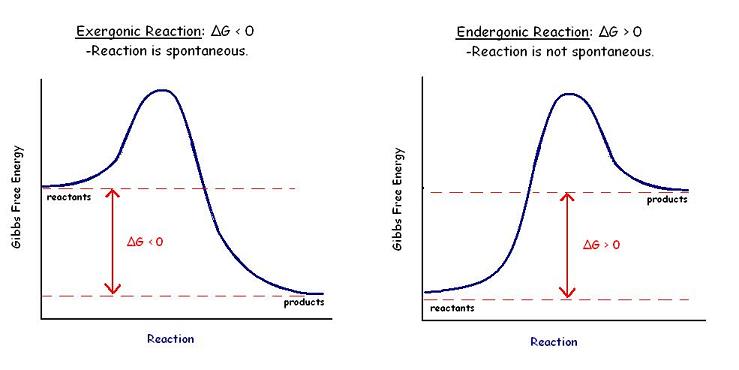 Exergonic Reaction: ΔG < 0
-Reaction is spontaneous.
Gibbs Free Energy
reactants
ΔG < 0
products
Reaction
Endergonic Reaction: ΔG > 0
-Reaction is not spontaneous.
Gibbs Free Energy
products
ΔG > 0
reactants
Reaction